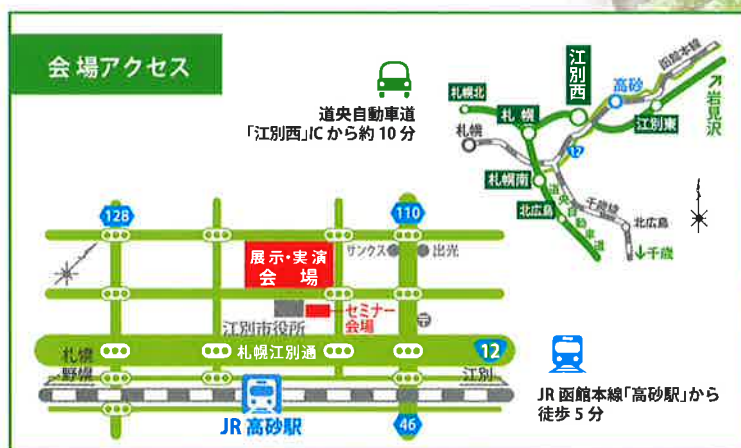 会場アクセス
道央自動車道
「江別西」ICから約10分
札幌北
札幌
江別西
高砂
函館本線
岩見沢
江別東
札幌
12
札幌南
道央自動車道
千歳線
北広島
北広島
千歳
128
110
展示・実演
会場
サンクス
出光
セミナー
会場
江別市役所
〒
札幌
札幌江別通
12
野幌
江別
JR 高砂駅
46
JR 函館本線「高砂駅」から
徒歩5分